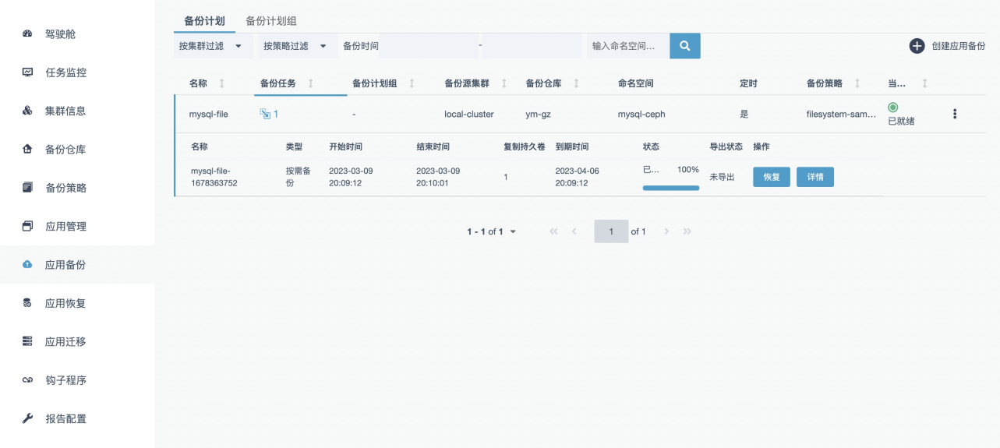 驾驶舱
任务监控
集群信息
备份仓库
备份策略
应用管理
应用备份
应用恢复
应用迁移
钩子程序
报告配置
备份计划 备份计划组
按集群过滤 按策略过滤 备份时间 - 输入命名空间... 创建应用备份
名称 备份任务 备份计划组 备份源集群 备份仓库 命名空间 定时 备份策略 当...
mysql-file 1 - local-cluster ym-gz mysql-ceph 是 filesystem-sam... 已就绪
名称 类型 开始时间 结束时间 复制持久卷 到期时间 状态 导出状态 操作
mysql-file- 按需备 2023-03-09 2023-03-09 1 2023-04-06 已... 100% 未导出 恢复 详情
1678363752 份 20:09:12 20:10:01 20:09:12
1 - 1 of 1 1 of 1